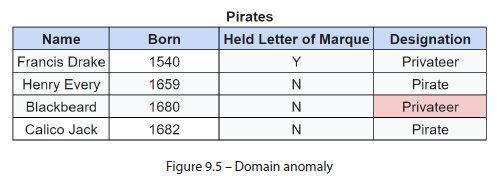 Pirates
Name Born Held Letter of Marque Designation
Francis Drake 1540 Y Privateer
Henry Every 1659 N Pirate
Blackbeard 1680 N Privateer
Calico Jack 1682 N Pirate
Figure 9.5 – Domain anomaly